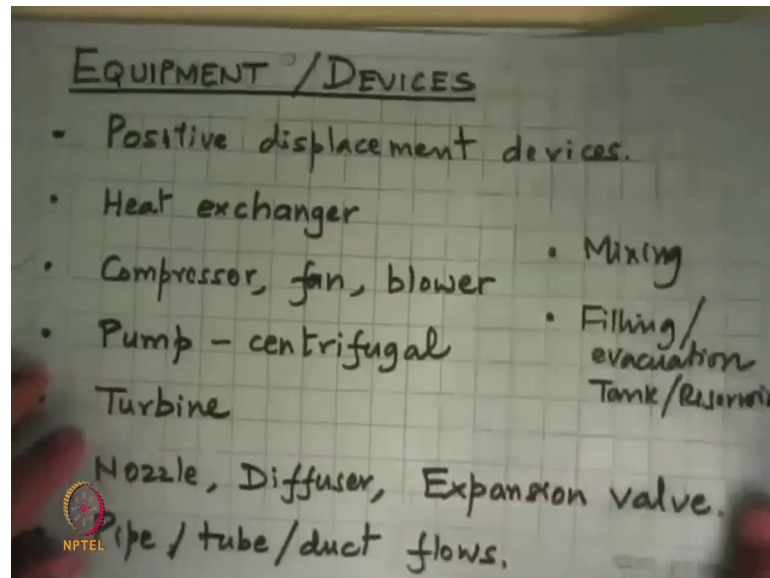 EQUIPMENT /DEVICES
• Positive displacement devices.
• Heat exchanger
• Compressor, fan, blower
• Pump - centrifugal
• Turbine
Nozzle, Diffuser, Expansion valve.
Pipe / tube / duct flows.
• Mixing
• Filling/
evacuation
Tank/Reservoir
NPTEL